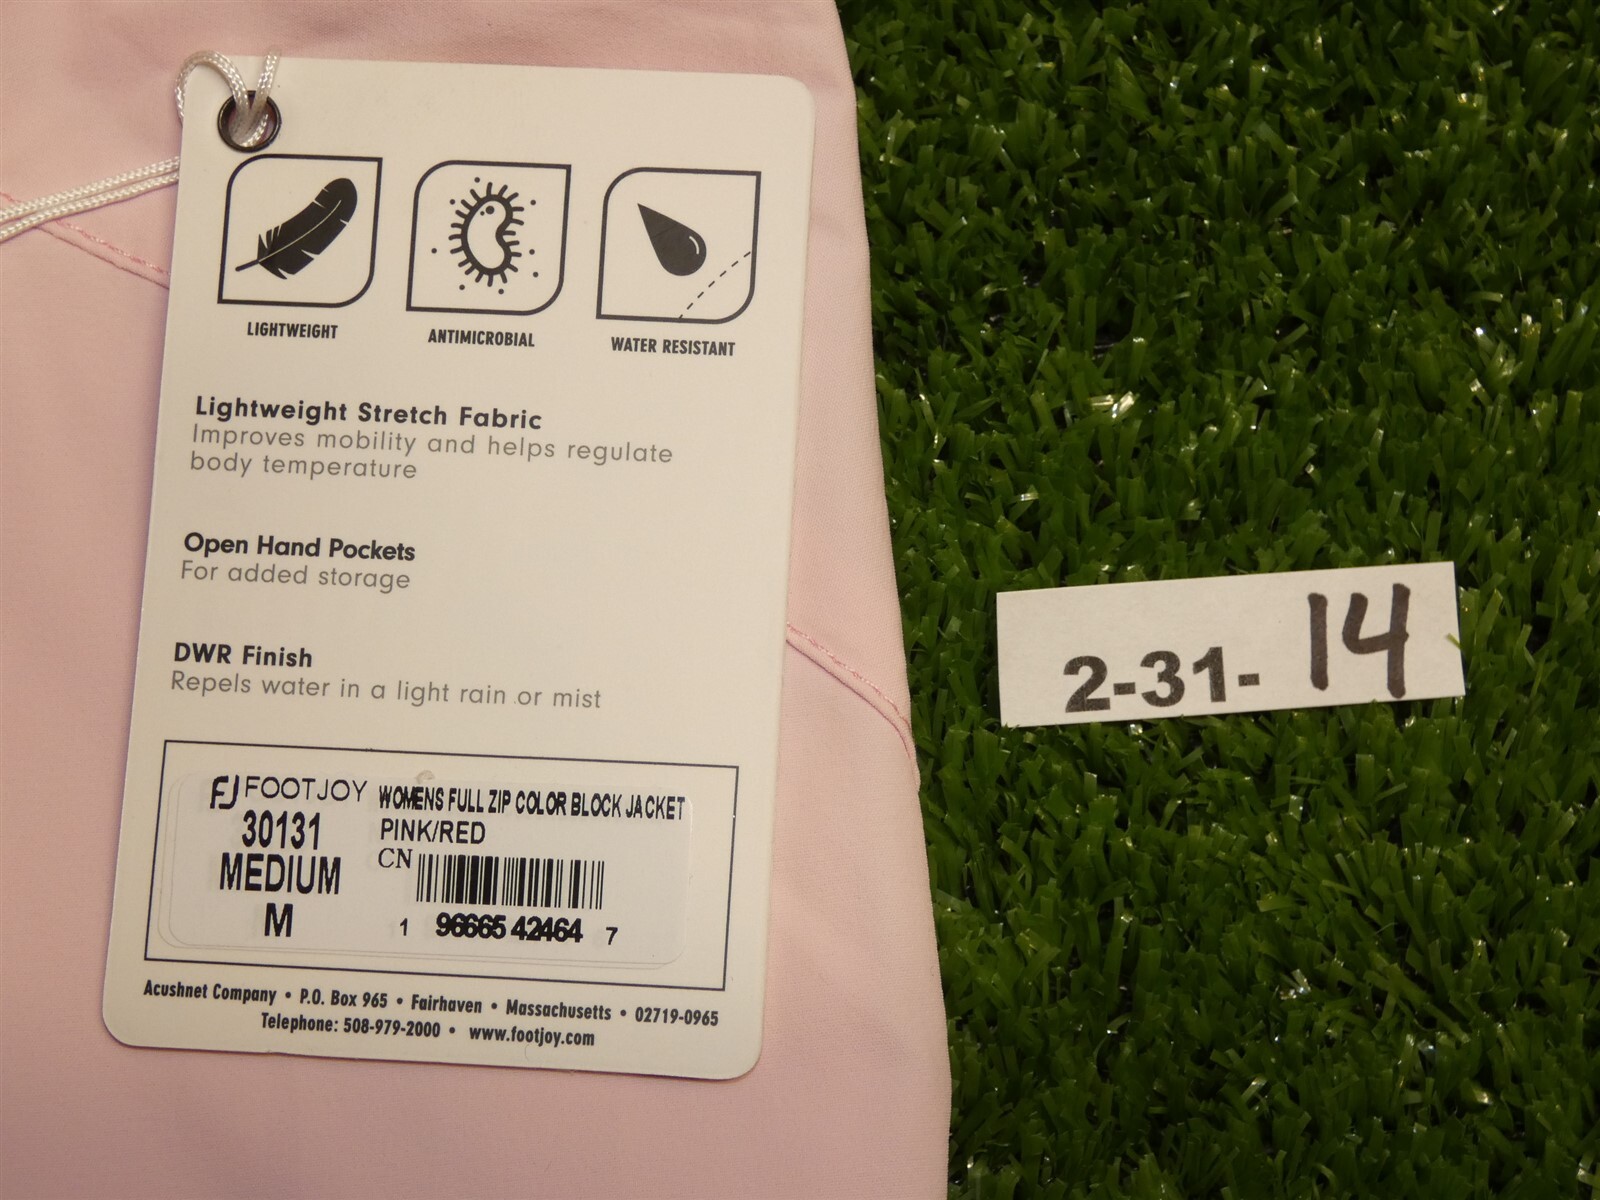 LIGHTWEIGHT ANTIMICROBIAL WATER RESISTANT
Lightweight Stretch Fabric
Improves mobility and helps regulate
body temperature
Open Hand Pockets
For added storage
DWR Finish
Repels water in a light rain or mist
FJ FOOTJOY
30131
MEDIUM
M
WOMENS FULL ZIP COLOR BLOCK JACKET
PINK/RED
CN
1 96665 42464 7
Acushnet Company • P.O. Box 965 • Fairhaven • Massachusetts • 02719-0965
Telephone: 508-979-2000 • www.footjoy.com
2-31-14